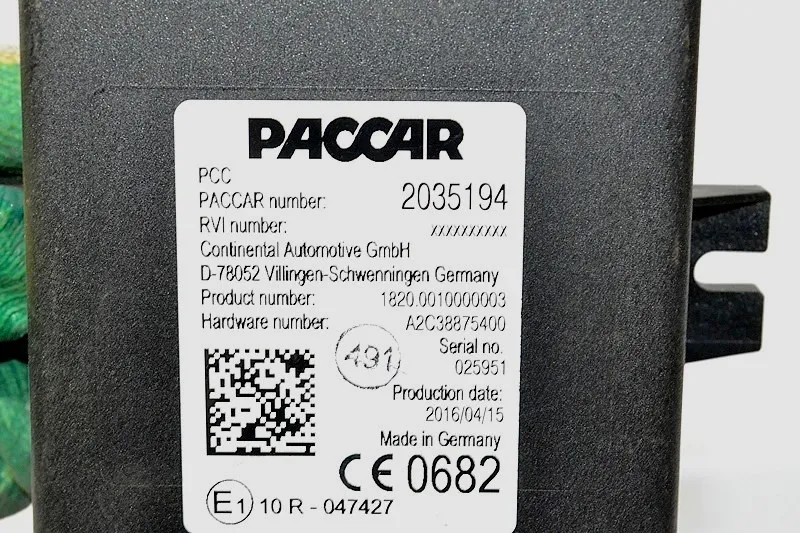 PACCAR
PCC
PACCAR number: 2035194
RVI number: xxxxxxxxxx
Continental Automotive GmbH
D-78052 Villingen-Schwenningen Germany
Product number: 1820.0010000003
Hardware number: A2C38875400
491
Serial no.
025951
Production date:
2016/04/15
Made in Germany
CE 0682
E1 10 R - 047427